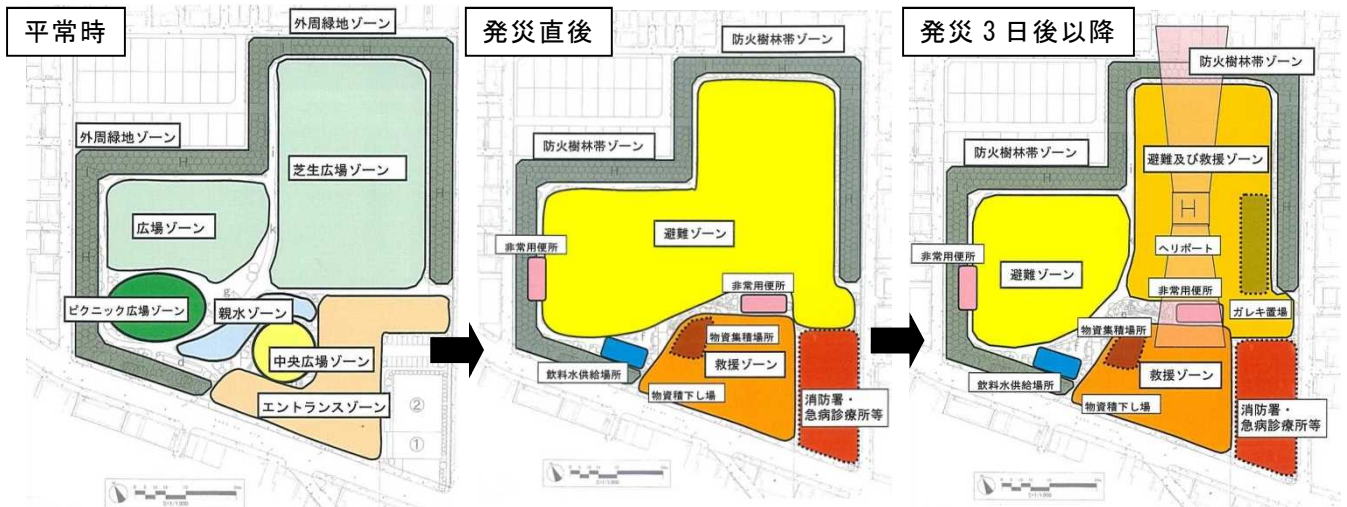 平常時
外周緑地ゾーン
外周緑地ゾーン
芝生広場ゾーン
広場ゾーン
ピクニック広場ゾーン
親水ゾーン
中央広場ゾーン
エントランスゾーン
②
①
発災直後
防火樹林帯ゾーン
防火樹林帯ゾーン
避難ゾーン
非常用便所
非常用便所
物資集積場所
救援ゾーン
飲料水供給場所
物資積下し場
消防署・
急病診療所等
発災3日後以降
防火樹林帯ゾーン
防火樹林帯ゾーン
避難及び救援ゾーン
H
ヘリポート
非常用便所
避難ゾーン
非常用便所
ガレキ置場
物資集積場所
救援ゾーン
飲料水供給場所
物資積下し場
消防署・
急病診療所等